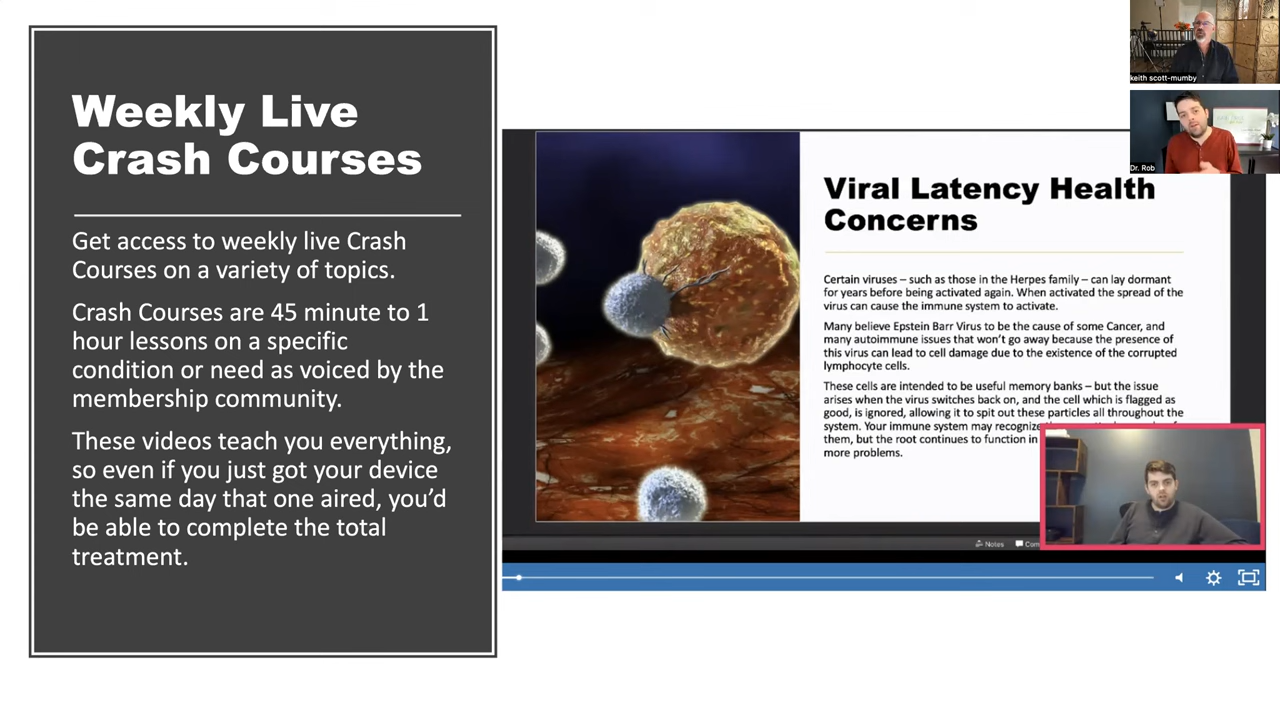 Weekly Live
Crash Courses
Get access to weekly live Crash
Courses on a variety of topics.
Crash Courses are 45 minute to 1
hour lessons on a specific
condition or need as voiced by the
membership community.
These videos teach you everything,
so even if you just got your device
the same day that one aired, you'd
be able to complete the total
treatment.
keith scott-mumby
Dr. Rob
Viral Latency Health
Concerns
Certain viruses – such as those in the Herpes family – can lay dormant
for years before being activated again. When activated the spread of the
virus can cause the immune system to activate.
Many believe Epstein Barr Virus to be the cause of some Cancer, and
many autoimmune issues that won't go away because the presence of
this virus can lead to cell damage due to the existence of the corrupted
lymphocyte cells.
These cells are intended to be useful memory banks – but the issue
arises when the virus switches back on, and the cell which is flagged as
good, is ignored, allowing it to spit out these particles all throughout the
system. Your immune system may recognize
them, but the root continues to function in
more problems.
Notes